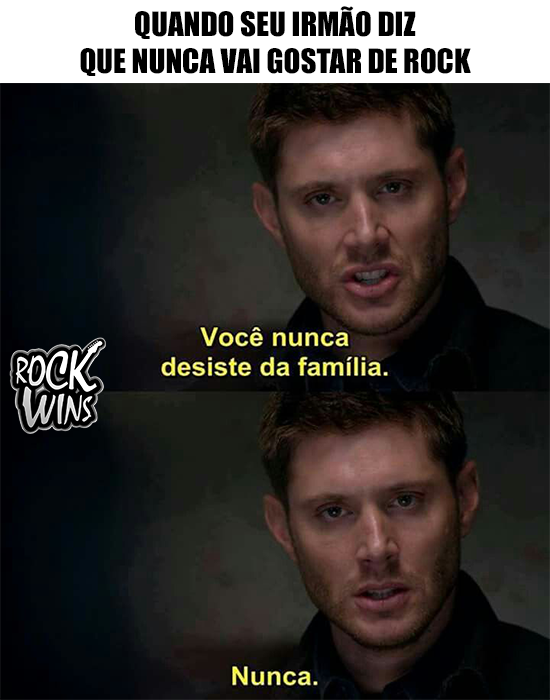 QUANDO SEU IRMÃO DIZ
QUE NUNCA VAI GOSTAR DE ROCK
Você nunca
desiste da família.
ROCK
WINS
Nunca.